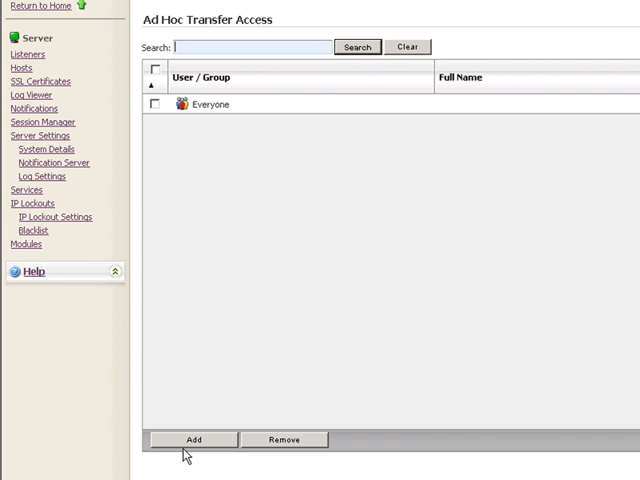 Return to Home
Server
Listeners
Hosts
SSL Certificates
Log Viewer
Notifications
Session Manager
Server Settings
System Details
Notification Server
Log Settings
Services
IP Lockouts
IP Lockout Settings
Blacklist
Modules
Help
Ad Hoc Transfer Access
Search: Search Clear
User / Group Full Name
Everyone
Add Remove